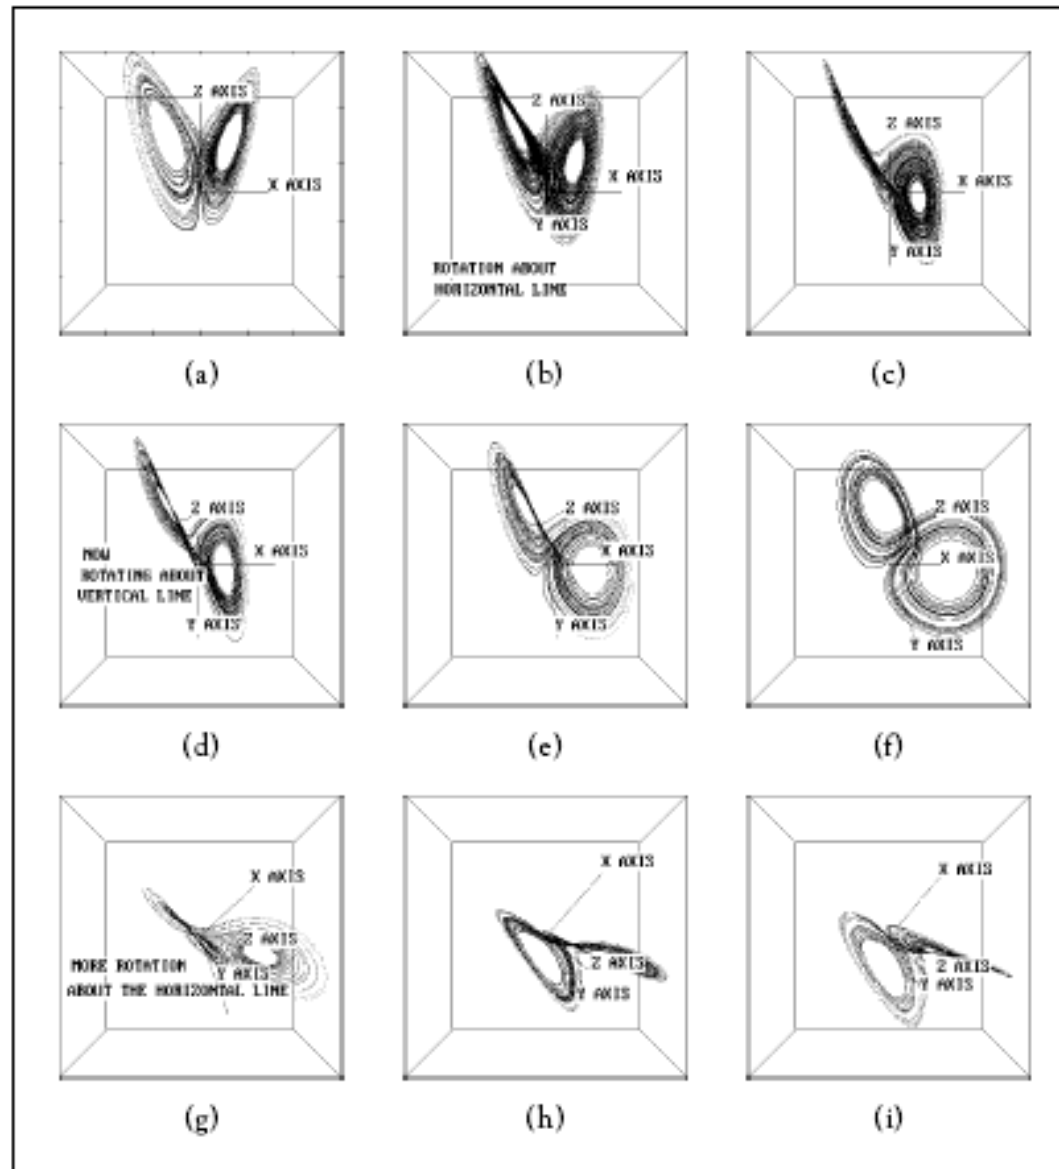 Z AXIS
X AXIS
(a)
Z AXIS
X AXIS
Y AXIS
ROTATION ABOUT
HORIZONTAL LINE
(b)
Z AXIS
X AXIS
Y AXIS
(c)
Z AXIS
X AXIS
NOW
ROTATING ABOUT
VERTICAL LINE
Y AXIS
(d)
Z AXIS
X AXIS
Y AXIS
(e)
Z AXIS
X AXIS
Y AXIS
(f)
X AXIS
Z AXIS
Y AXIS
MORE ROTATION
ABOUT THE HORIZONTAL LINE
(g)
X AXIS
Z AXIS
Y AXIS
(h)
X AXIS
Z AXIS
Y AXIS
(i)